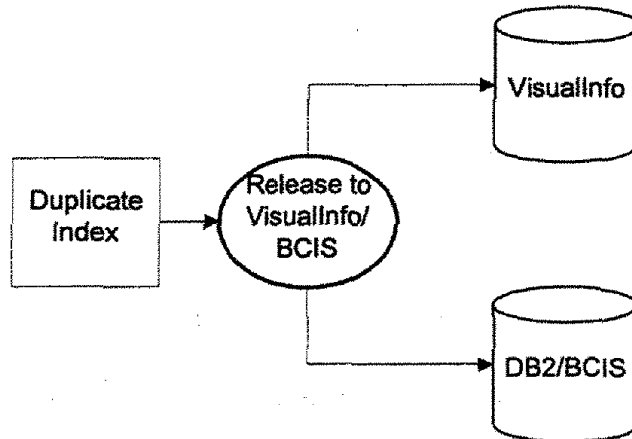 VisualInfo
Duplicate
Index
Release to
VisualInfo/
BCIS
DB2/BCIS